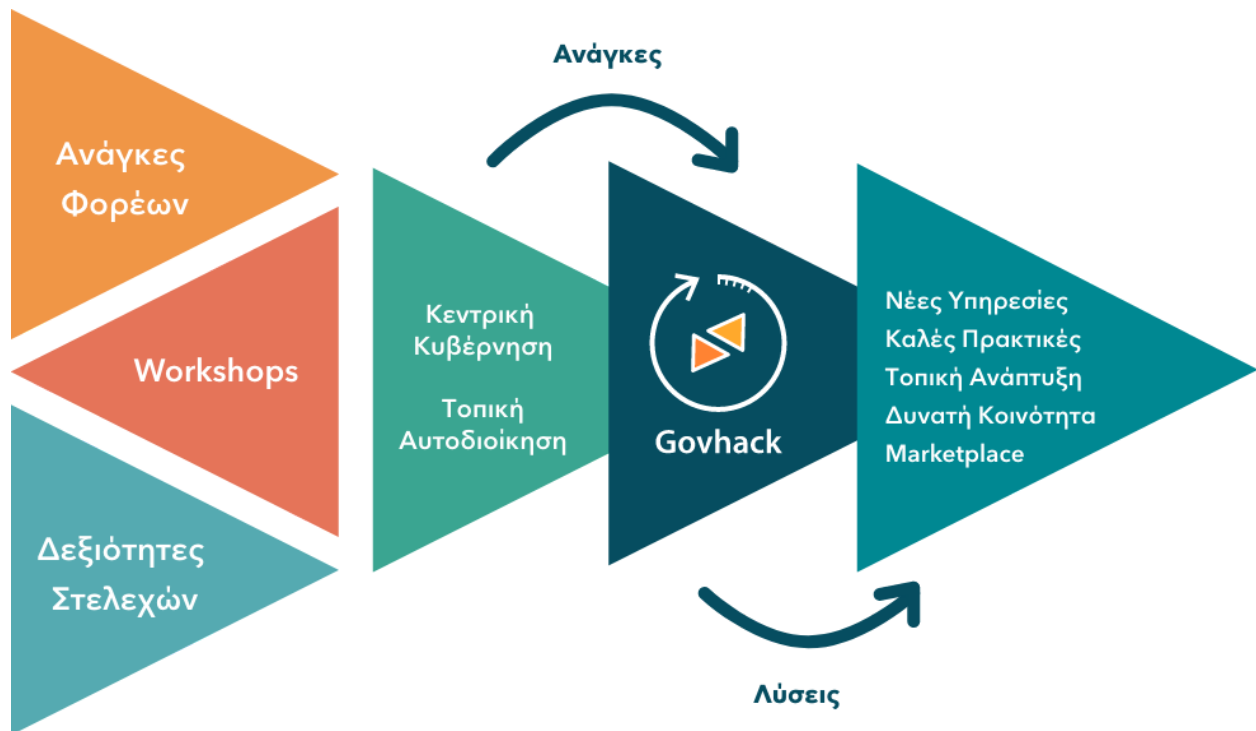 Ανάγκες
Ανάγκες
Φορέων
Workshops
Δεξιότητες
Στελεχών
Κεντρική
Κυβέρνηση
Τοπική
Αυτοδιοίκηση
Govhack
Νέες Υπηρεσίες
Καλές Πρακτικές
Τοπική Ανάπτυξη
Δυνατή Κοινότητα
Marketplace
Λύσεις